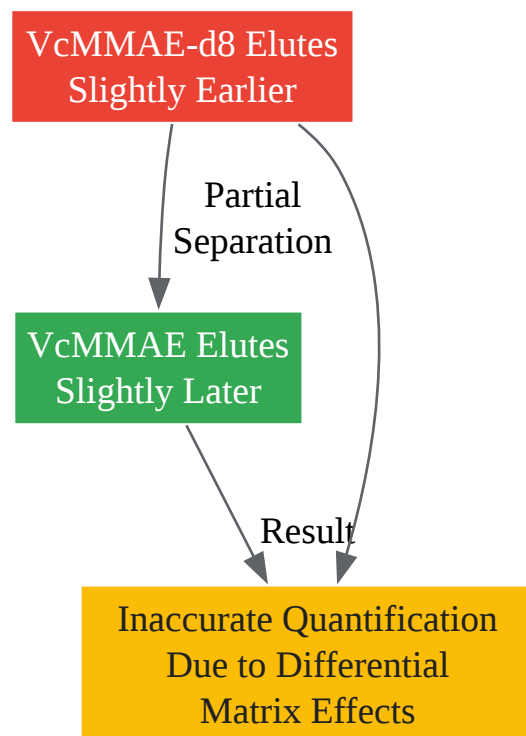 VcMMAE-d8 Elutes
Slightly Earlier
Partial
Separation
VcMMAE Elutes
Slightly Later
Result
Inaccurate Quantification
Due to Differential
Matrix Effects